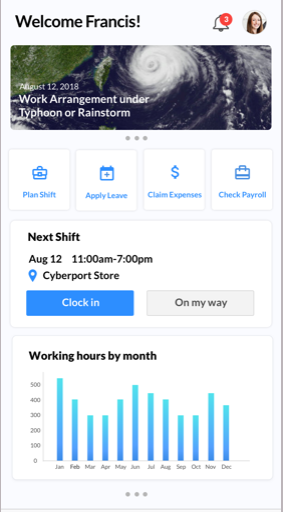 Welcome Francis!
3
August 12, 2018
Work Arrangement under
Typhoon or Rainstorm
Plan Shift
Apply Leave
Claim Expenses
Check Payroll
Next Shift
Aug 12 11:00am-7:00pm
Cyberport Store
Clock in
On my way
Working hours by month
500
400
300
200
100
0
Jan Feb Mar Apr May Jun Jul Aug Sep Oct Nov Dec